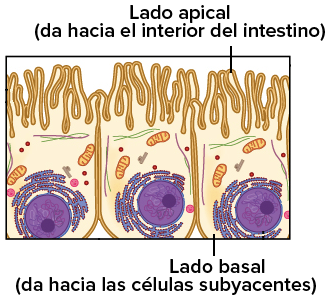 Lado apical
(da hacia el interior del intestino)
Lado basal
(da hacia las células subyacentes)